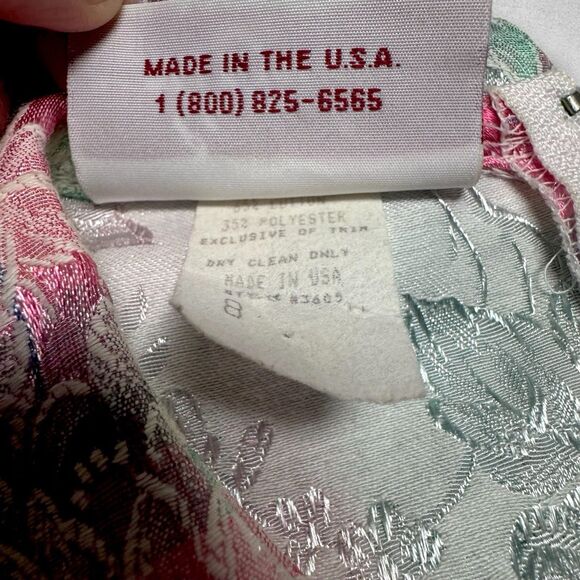 MADE IN THE U.S.A.
1 (800) 825-6565
35% POLYESTER
EXCLUSIVE OF TRIM
DRY CLEAN ONLY
MADE IN USA
#3609
8